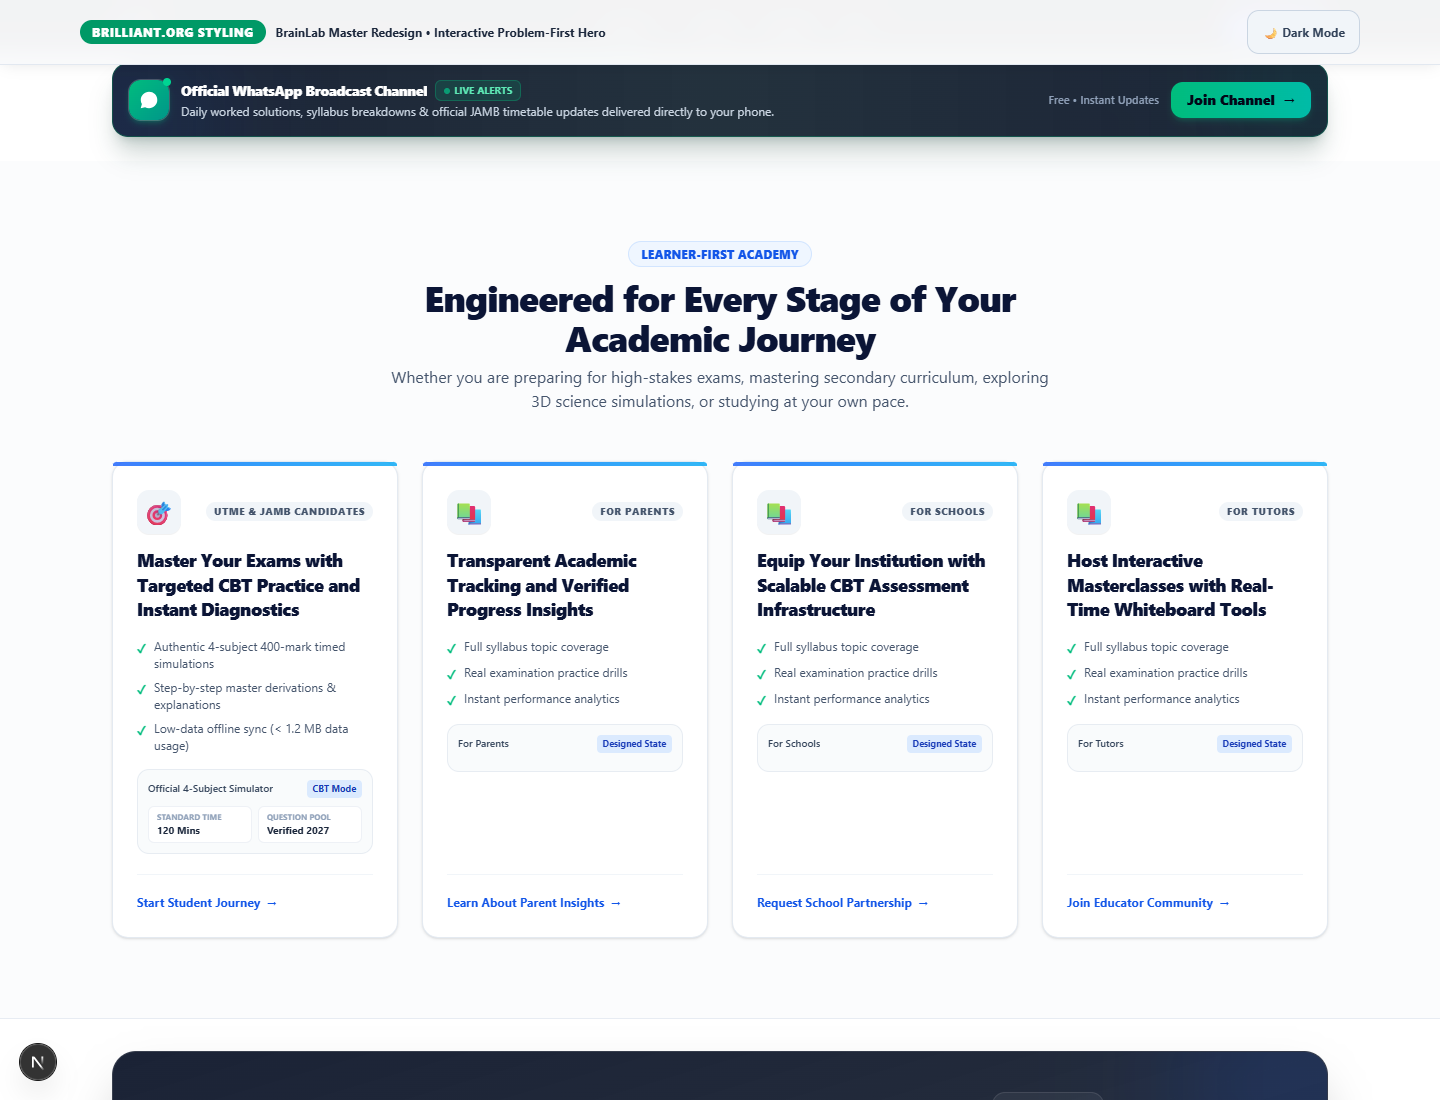 BRILLIANT.ORG STYLING
BrainLab Master Redesign • Interactive Problem-First Hero
🌙 Dark Mode
Official WhatsApp Broadcast Channel
LIVE ALERTS
Daily worked solutions, syllabus breakdowns & official JAMB timetable updates delivered directly to your phone.
Free • Instant Updates
Join Channel →
LEARNER-FIRST ACADEMY
Engineered for Every Stage of Your
Academic Journey
Whether you are preparing for high-stakes exams, mastering secondary curriculum, exploring
3D science simulations, or studying at your own pace.
UTME & JAMB CANDIDATES
Master Your Exams with
Targeted CBT Practice and
Instant Diagnostics
✓ Authentic 4-subject 400-mark timed
simulations
✓ Step-by-step master derivations &
explanations
✓ Low-data offline sync (< 1.2 MB data
usage)
Official 4-Subject Simulator
CBT Mode
STANDARD TIME
120 Mins
QUESTION POOL
Verified 2027
Start Student Journey →
FOR PARENTS
Transparent Academic
Tracking and Verified
Progress Insights
✓ Full syllabus topic coverage
✓ Real examination practice drills
✓ Instant performance analytics
For Parents
Designed State
Learn About Parent Insights →
FOR SCHOOLS
Equip Your Institution with
Scalable CBT Assessment
Infrastructure
✓ Full syllabus topic coverage
✓ Real examination practice drills
✓ Instant performance analytics
For Schools
Designed State
Request School Partnership →
FOR TUTORS
Host Interactive
Masterclasses with Real-
Time Whiteboard Tools
✓ Full syllabus topic coverage
✓ Real examination practice drills
✓ Instant performance analytics
For Tutors
Designed State
Join Educator Community →
N